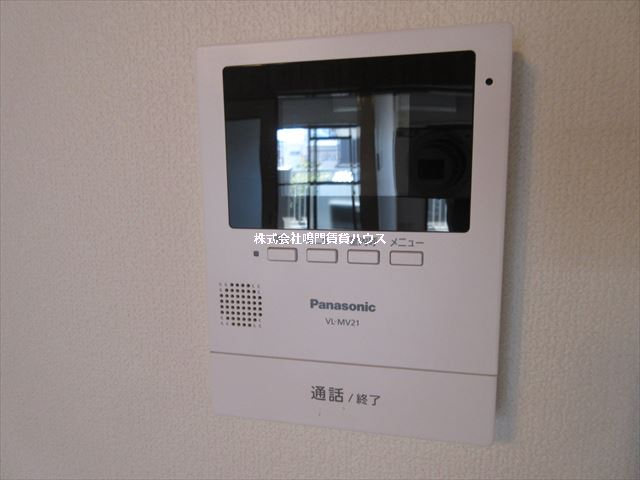 株式会社鳴門賃貸ハウス
メニュー
Panasonic
VL-MV21
通話 / 終了